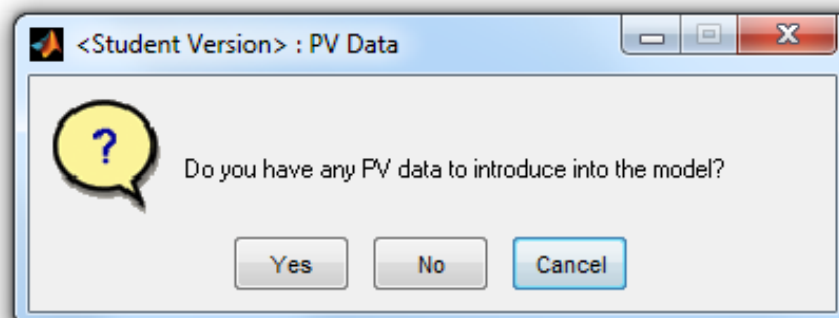 <Student Version> : PV Data
?
Do you have any PV data to introduce into the model?
Yes No Cancel